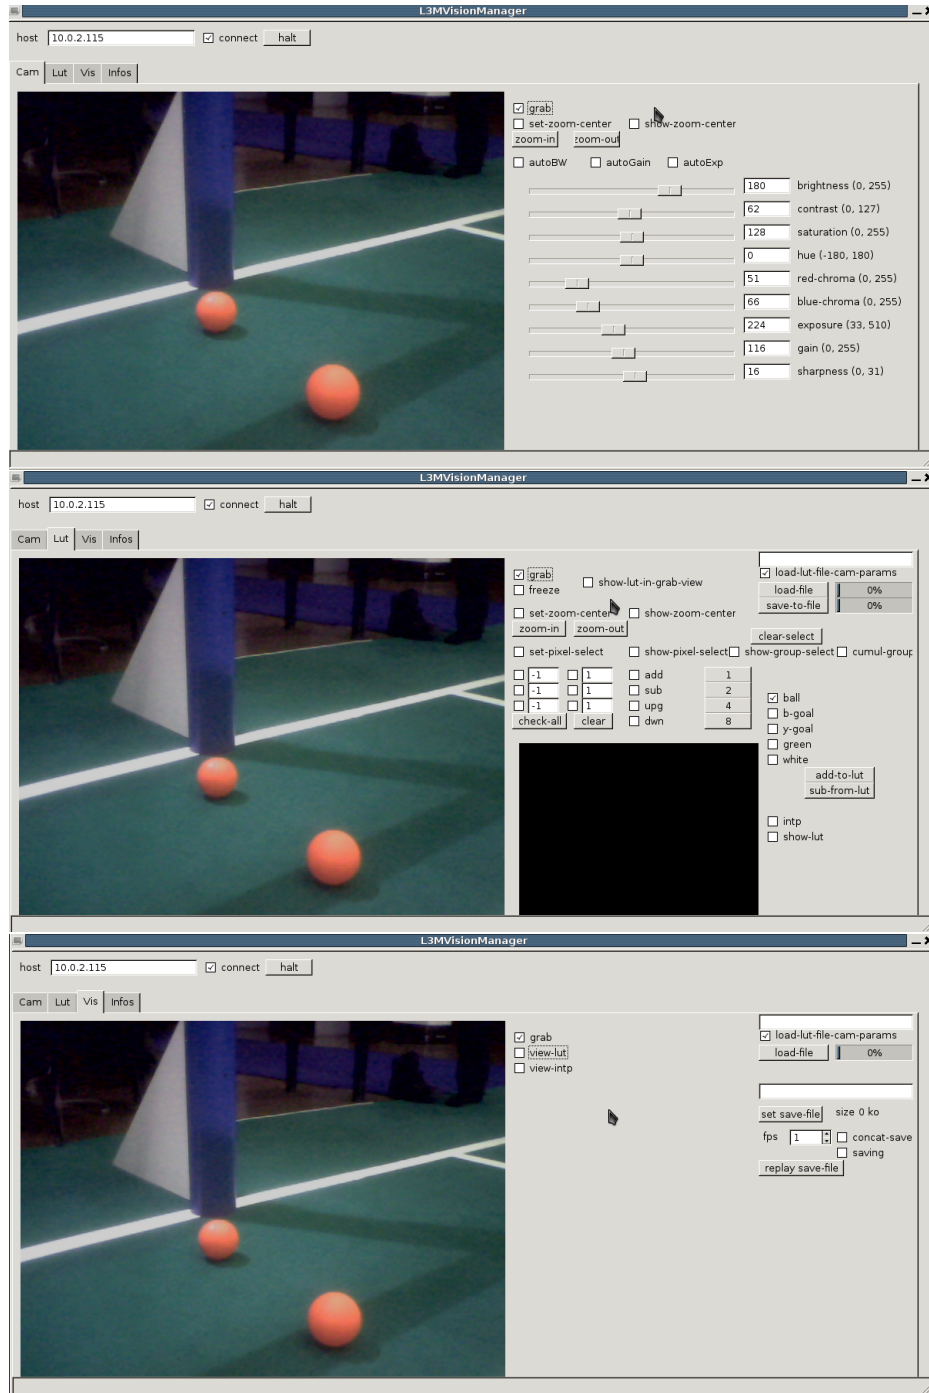 L3MVisionManager
host 10.0.2.115 connect halt
Cam Lut Vis Infos
grab
set-zoom-center show-zoom-center
zoom-in zoom-out
autoBW autoGain autoExp
180 brightness (0, 255)
62 contrast (0, 127)
128 saturation (0, 255)
0 hue (-180, 180)
51 red-chroma (0, 255)
66 blue-chroma (0, 255)
224 exposure (33, 510)
116 gain (0, 255)
16 sharpness (0, 31)
L3MVisionManager
host 10.0.2.115 connect halt
Cam Lut Vis Infos
grab show-lut-in-grab-view load-lut-file-cam-params
freeze load-file 0%
save-to-file 0%
set-zoom-center show-zoom-center
zoom-in zoom-out clear-select
set-pixel-select show-pixel-select show-group-select cumul-group
-1 1 add 1
-1 1 sub 2
-1 1 upg 4
check-all clear dwn 8
ball
b-goal
y-goal
green
white
add-to-lut
sub-from-lut
intp
show-lut
L3MVisionManager
host 10.0.2.115 connect halt
Cam Lut Vis Infos
grab load-lut-file-cam-params
view-lut load-file 0%
view-intp
set save-file size 0 ko
fps 1 concat-save
saving
replay save-file